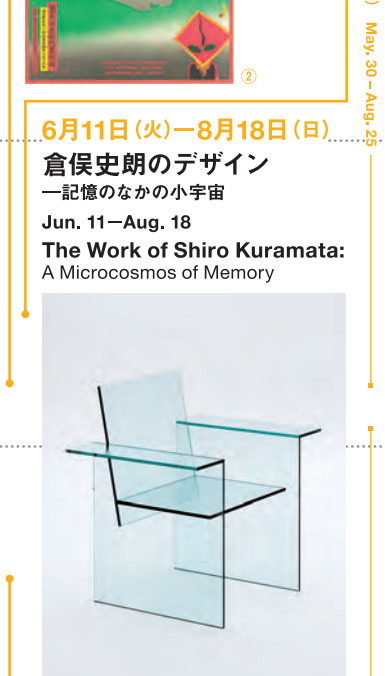 ②
) May. 30 – Aug. 25
6月11日（火）ー8月18日（日）
倉俣史朗のデザイン
—記憶のなかの小宇宙
Jun. 11—Aug. 18
The Work of Shiro Kuramata:
A Microcosmos of Memory